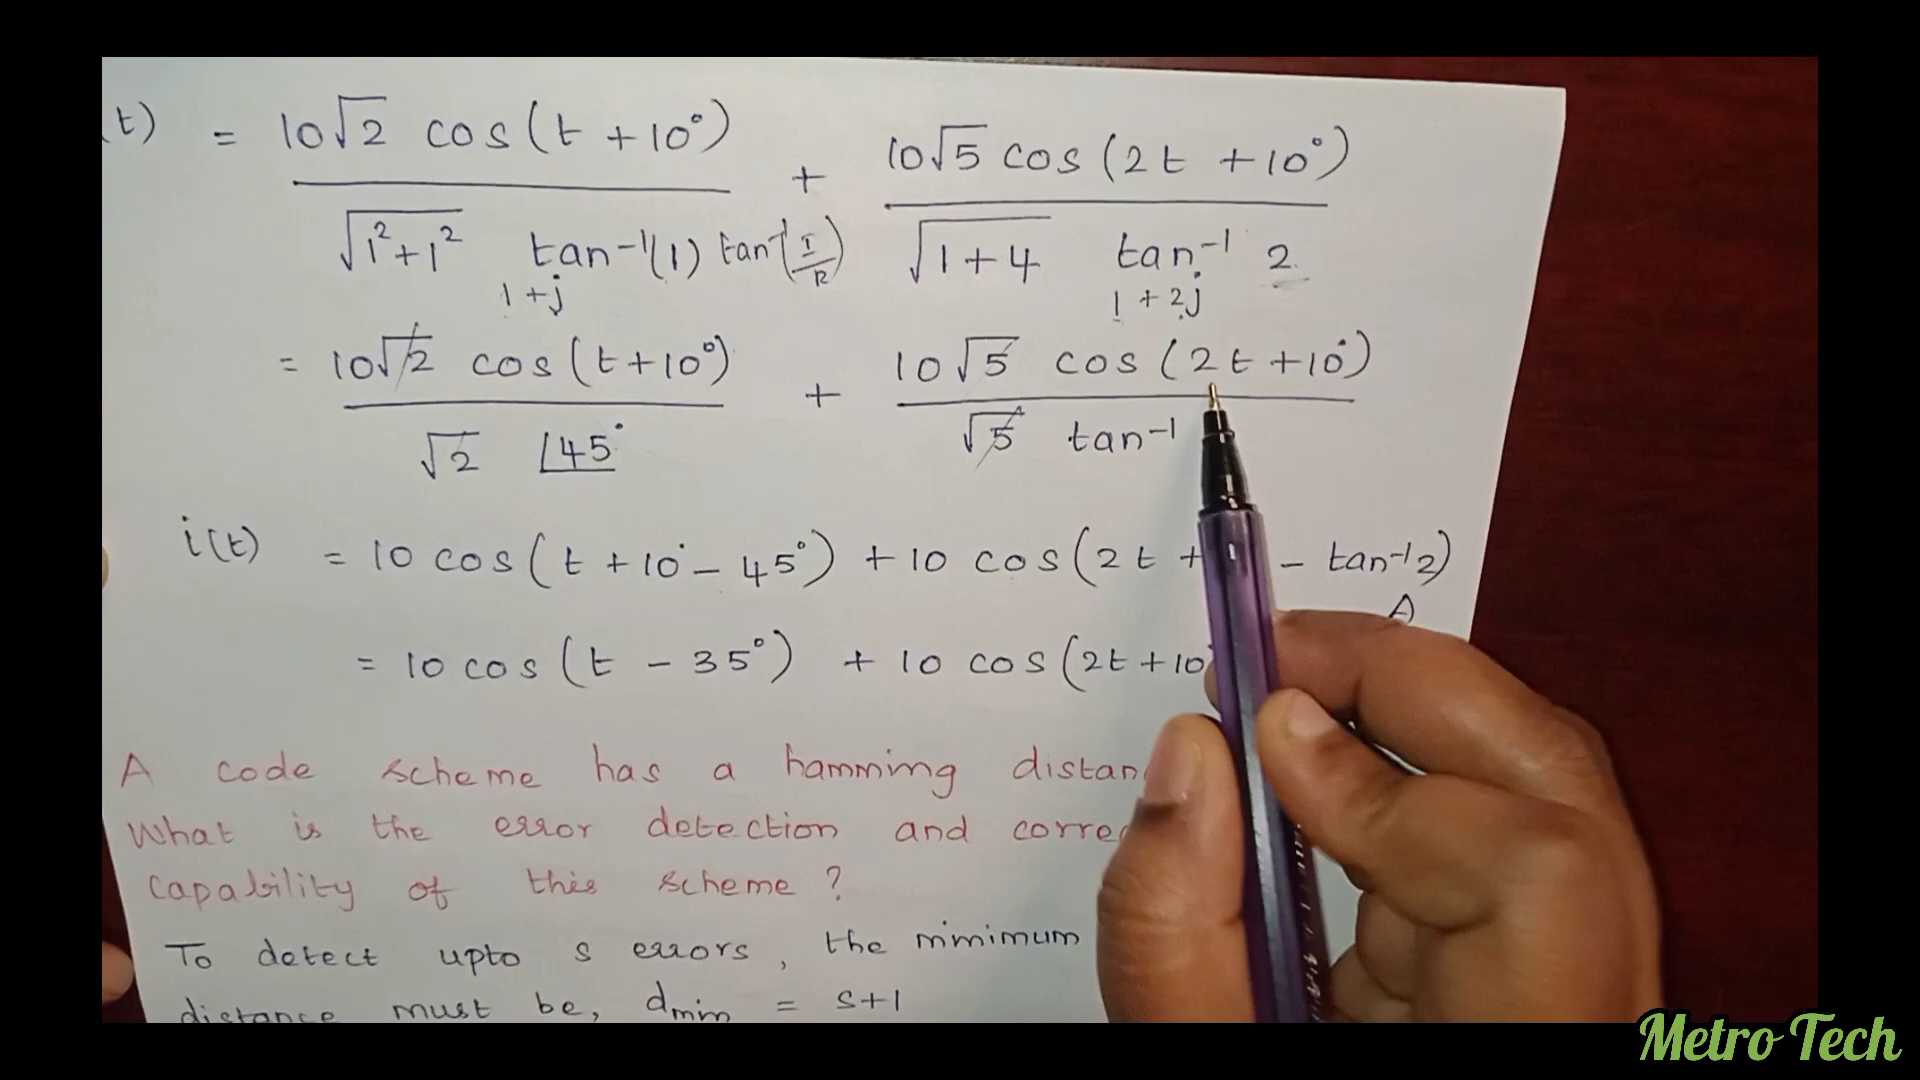 t) = 10√2 cos(t + 10°) / √1²+1² tan⁻¹(1) tan⁻¹(I/R) + 10√5 cos(2t + 10°) / √1+4 tan⁻¹ 2
1 + j 1 + 2j
= 10√2 cos(t+10°) / √2 ∠45° + 10√5 cos(2t+10°) / √5 tan⁻¹
i(t) = 10 cos(t + 10° - 45°) + 10 cos(2t + - tan⁻¹2)
A
= 10 cos(t - 35°) + 10 cos(2t + 10
A code scheme has a hamming distan
What is the error detection and correc
capability of this scheme ?
To detect upto s errors, the minimum
distance must be, dmin = s+1
Metro Tech